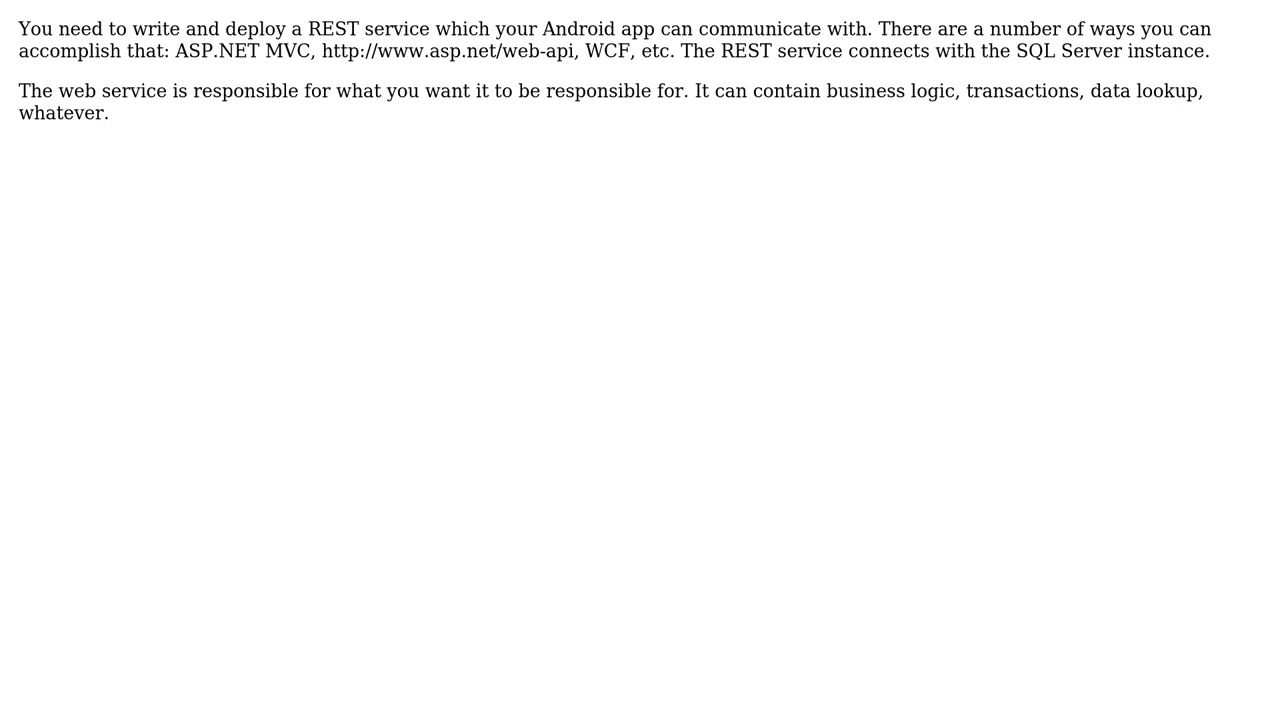 You need to write and deploy a REST service which your Android app can communicate with. There are a number of ways you can
accomplish that: ASP.NET MVC, http://www.asp.net/web-api, WCF, etc. The REST service connects with the SQL Server instance.
The web service is responsible for what you want it to be responsible for. It can contain business logic, transactions, data lookup,
whatever.